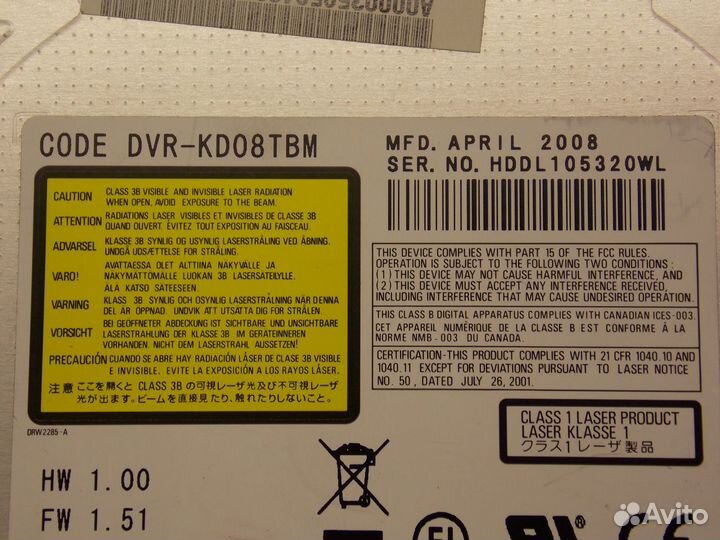 CODE DVR-KD08TBM
MFD. APRIL 2008
SER. NO. HDDL105320WL
CAUTION CLASS 3B VISIBLE AND INVISIBLE LASER RADIATION
WHEN OPEN, AVOID EXPOSURE TO THE BEAM.
ATTENTION RADIATIONS LASER VISIBLES ET INVISIBLES DE CLASSE 3B
QUAND OUVERT. ÉVITEZ TOUT EXPOSITION AU FAISCEAU.
ADVARSEL KLASSE 3B SYNLIG OG USYNLIG LASERSTRÅLING VED ÅBNING.
UNDGÅ UDSÆTTELSE FOR STRÅLING.
VARO! AVATTAESSA OLET ALTTIINA NÄKYVÄLLE JA
NÄKYMÄTTÖMALLE LUOKAN 3B LASERSÄTEILYLLE.
ÄLÄ KATSO SÄTEESEEN.
VARNING KLASS 3B SYNLIG OCH OSYNLIG LASERSTRÅLNING NÄR DENNA
DEL ÄR ÖPPNAD. UNDVIK ATT UTSÄTTA DIG FÖR STRÅLNING.
VORSICHT BEI GEÖFFNETER ABDECKUNG IST SICHTBARE UND UNSICHTBARE
LASERSTRAHLUNG DER KLASSE 3B IM GERÄTEINNEREN
VORHANDEN. NICHT DEM LASERSTRAHL AUSSETZEN!
PRECAUCIÓN CUANDO SE ABRE HAY RADIACIÓN LÁSER DE CLASE 3B VISIBLE
E INVISIBLE. EVITE LA EXPOSICIÓN A LOS RAYOS LÁSER.
注意 ここを開くと CLASS 3B の可視レーザ光及び不可視レーザ
光が出ます。ビームを直接見たり、触れたりしないこと。
DRW2285-A
THIS DEVICE COMPLIES WITH PART 15 OF THE FCC RULES.
OPERATION IS SUBJECT TO THE FOLLOWING TWO CONDITIONS :
(1) THIS DEVICE MAY NOT CAUSE HARMFUL INTERFERENCE, AND
(2) THIS DEVICE MUST ACCEPT ANY INTERFERENCE RECEIVED,
INCLUDING INTERFERENCE THAT MAY CAUSE UNDESIRED OPERATION.
THIS CLASS B DIGITAL APPARATUS COMPLIES WITH CANADIAN ICES-003.
CET APPAREIL NUMÉRIQUE DE LA CLASSE B EST CONFORME À LA
NORME NMB-003 DU CANADA.
CERTIFICATION-THIS PRODUCT COMPLIES WITH 21 CFR 1040.10 AND
1040.11 EXCEPT FOR DEVIATIONS PURSUANT TO LASER NOTICE
NO. 50, DATED JULY 26, 2001.
CLASS 1 LASER PRODUCT
LASER KLASSE 1
クラス1レーザ製品
HW 1.00
FW 1.51
CE
Avito